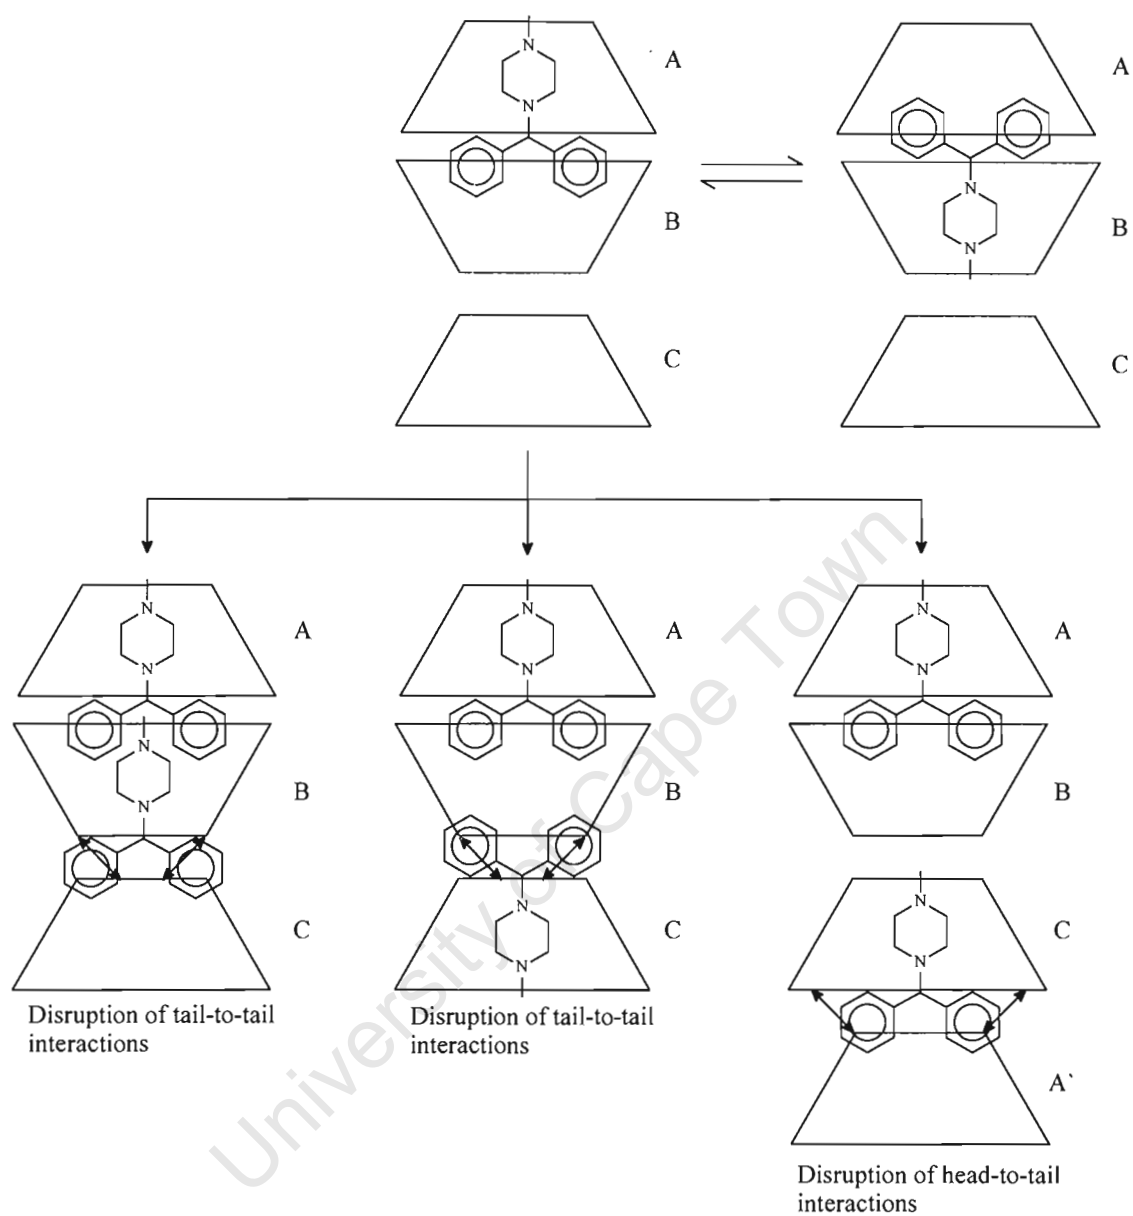 N
A
A
N
B
N
B
N
C
C
N
N
N
A
A
A
N
N
N
N
B
B
B
N
N
N
C
C
C
N
N
Disruption of tail-to-tail
interactions
Disruption of tail-to-tail
interactions
A`
Disruption of head-to-tail
interactions
University of Cape Town